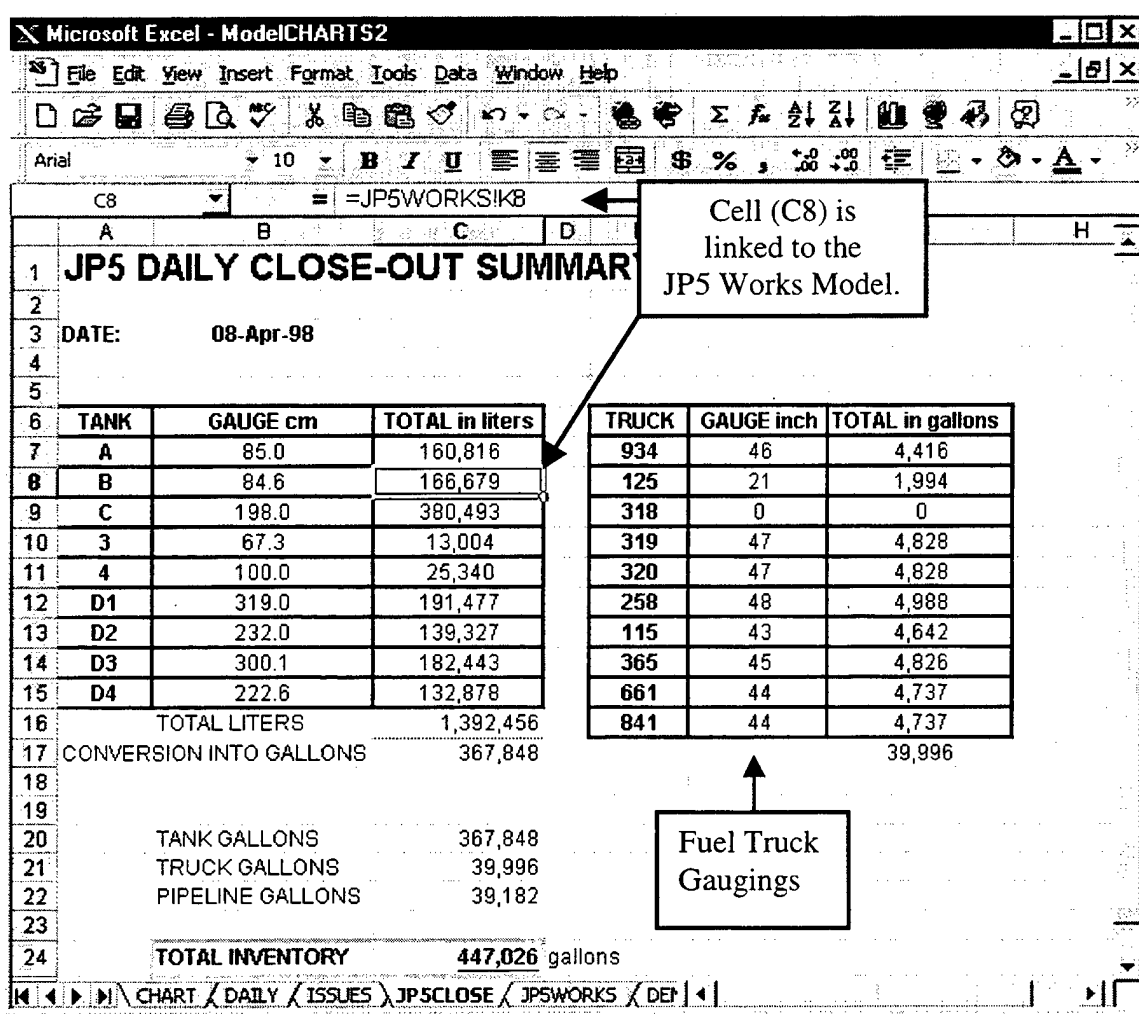 Microsoft Excel - ModelCHARTS2
File Edit View Insert Format Tools Data Window Help
Arial 10 B I U $ % ,
C8 = =JP5WORKS!K8
Cell (C8) is
linked to the
JP5 Works Model.
A B C D H
1 JP5 DAILY CLOSE-OUT SUMMARY
2
3 DATE: 08-Apr-98
4
5
6 TANK GAUGE cm TOTAL in liters TRUCK GAUGE inch TOTAL in gallons
7 A 85.0 160,816 934 46 4,416
8 B 84.6 166,679 125 21 1,994
9 C 198.0 380,493 318 0 0
10 3 67.3 13,004 319 47 4,828
11 4 100.0 25,340 320 47 4,828
12 D1 319.0 191,477 258 48 4,988
13 D2 232.0 139,327 115 43 4,642
14 D3 300.1 182,443 365 45 4,826
15 D4 222.6 132,878 661 44 4,737
16 TOTAL LITERS 1,392,456 841 44 4,737
17 CONVERSION INTO GALLONS 367,848 39,996
18
19
20 TANK GALLONS 367,848
21 TRUCK GALLONS 39,996
22 PIPELINE GALLONS 39,182
23
24 TOTAL INVENTORY 447,026 gallons
Fuel Truck
Gaugings
CHART DAILY ISSUES JP5CLOSE JP5WORKS